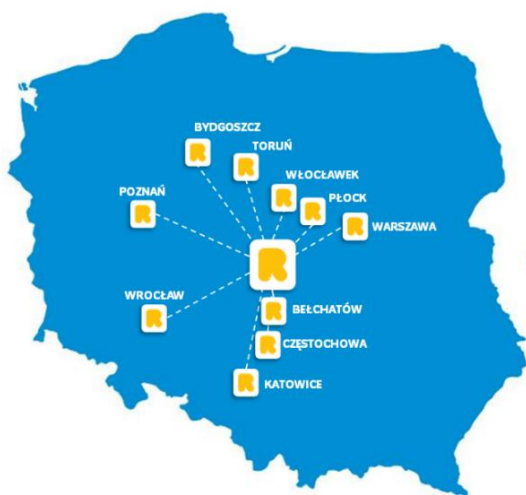 BYDGOSZCZ
TORUŃ
WŁOCŁAWEK
POZNAŃ
PŁOCK
WARSZAWA
R
WROCŁAW
BEŁCHATÓW
CZĘSTOCHOWA
KATOWICE